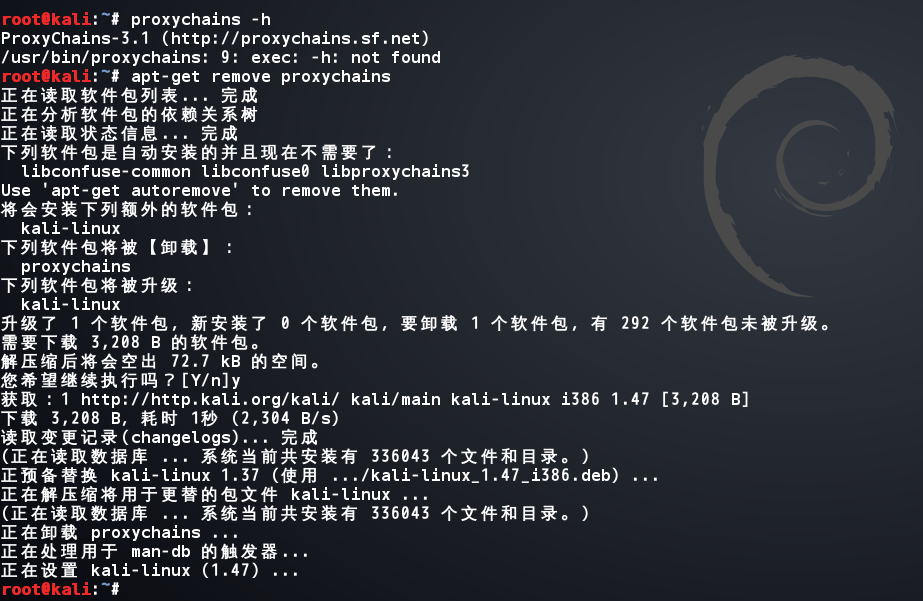 root@kali:~# proxychains -h
ProxyChains-3.1 (http://proxychains.sf.net)
/usr/bin/proxychains: 9: exec: -h: not found
root@kali:~# apt-get remove proxychains
正在读取软件包列表... 完成
正在分析软件包的依赖关系树
正在读取状态信息... 完成
下列软件包是自动安装的并且现在不需要了：
  libconfuse-common libconfuse0 libproxychains3
Use 'apt-get autoremove' to remove them.
将会安装下列额外的软件包：
  kali-linux
下列软件包将被【卸载】：
  proxychains
下列软件包将被升级：
  kali-linux
升级了 1 个软件包，新安装了 0 个软件包，要卸载 1 个软件包，有 292 个软件包未被升级。
需要下载 3,208 B 的软件包。
解压缩后将会空出 72.7 kB 的空间。
您希望继续执行吗？[Y/n]y
获取：1 http://http.kali.org/kali/ kali/main kali-linux i386 1.47 [3,208 B]
下载 3,208 B，耗时 1秒 (2,304 B/s)
读取变更记录(changelogs)... 完成
(正在读取数据库 ... 系统当前共安装有 336043 个文件和目录。)
正预备替换 kali-linux 1.37 (使用 .../kali-linux_1.47_i386.deb) ...
正在解压缩将用于更替的包文件 kali-linux ...
(正在读取数据库 ... 系统当前共安装有 336043 个文件和目录。)
正在卸载 proxychains ...
正在处理用于 man-db 的触发器...
正在设置 kali-linux (1.47) ...
root@kali:~#